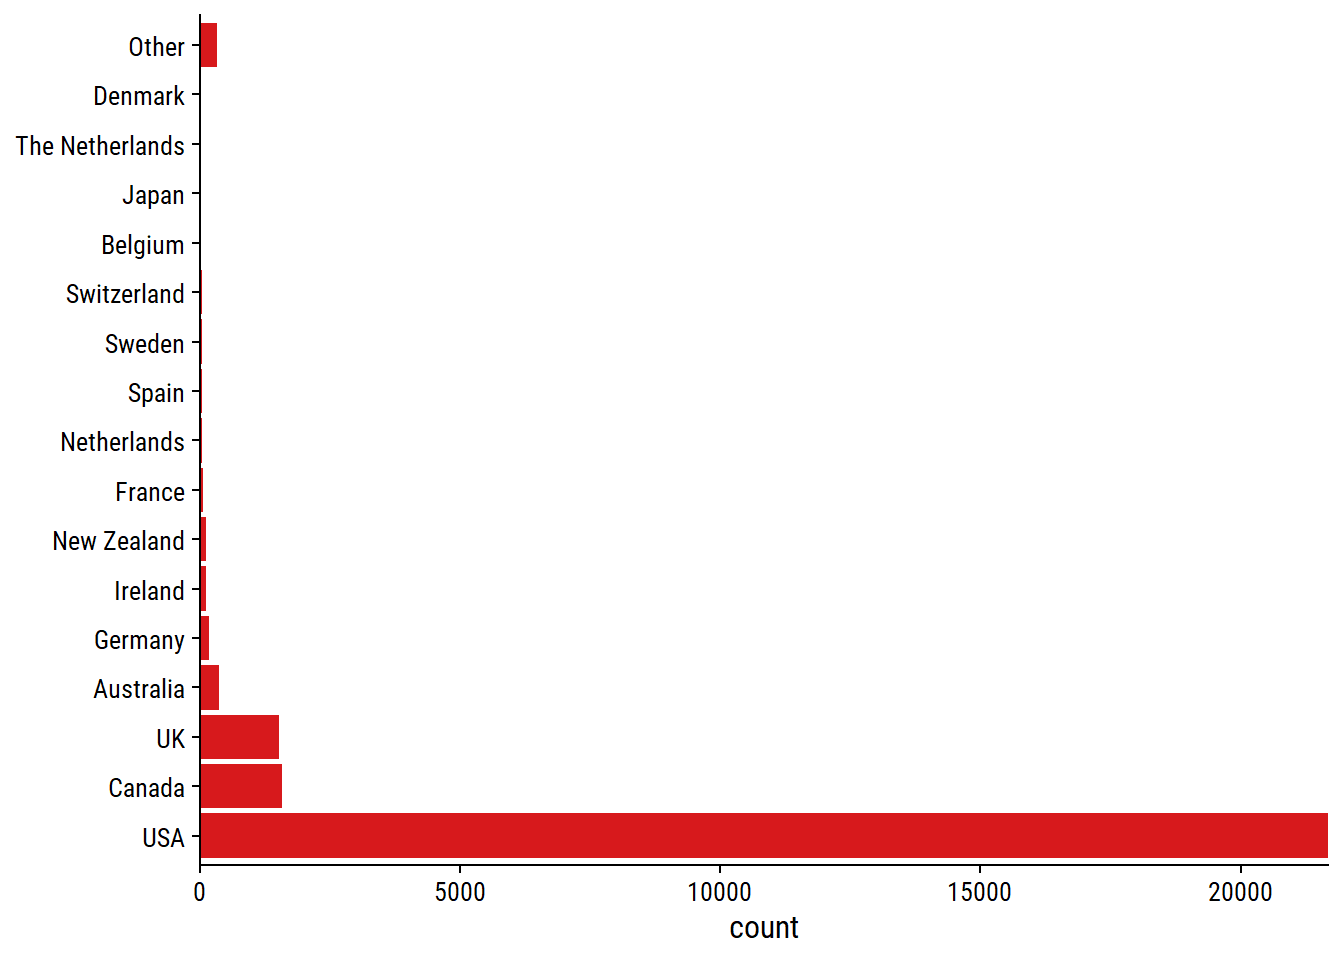 Other
Denmark
The Netherlands
Japan
Belgium
Switzerland
Sweden
Spain
Netherlands
France
New Zealand
Ireland
Germany
Australia
UK
Canada
USA
0 5000 10000 15000 20000
count